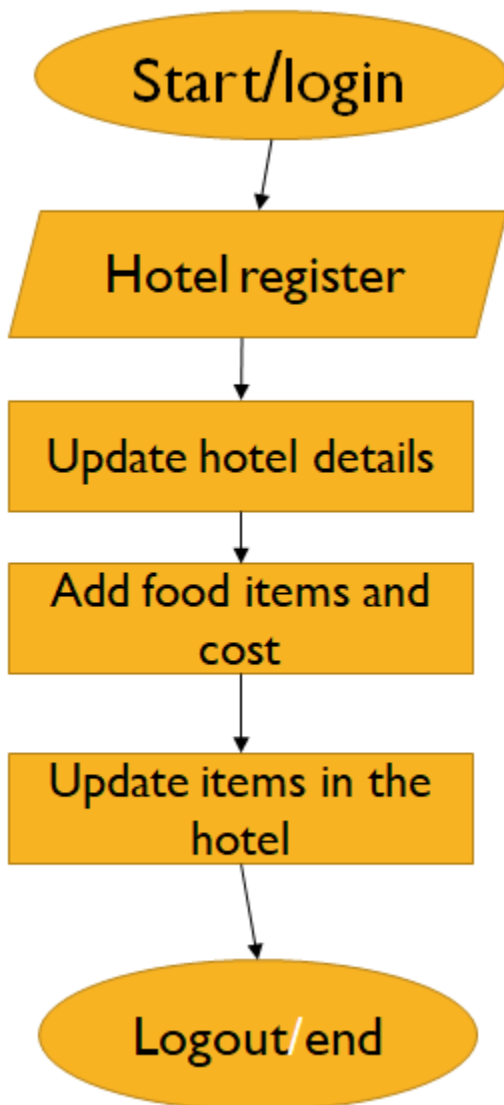 Start/login
Hotel register
Update hotel details
Add food items and
cost
Update items in the
hotel
Logout/end